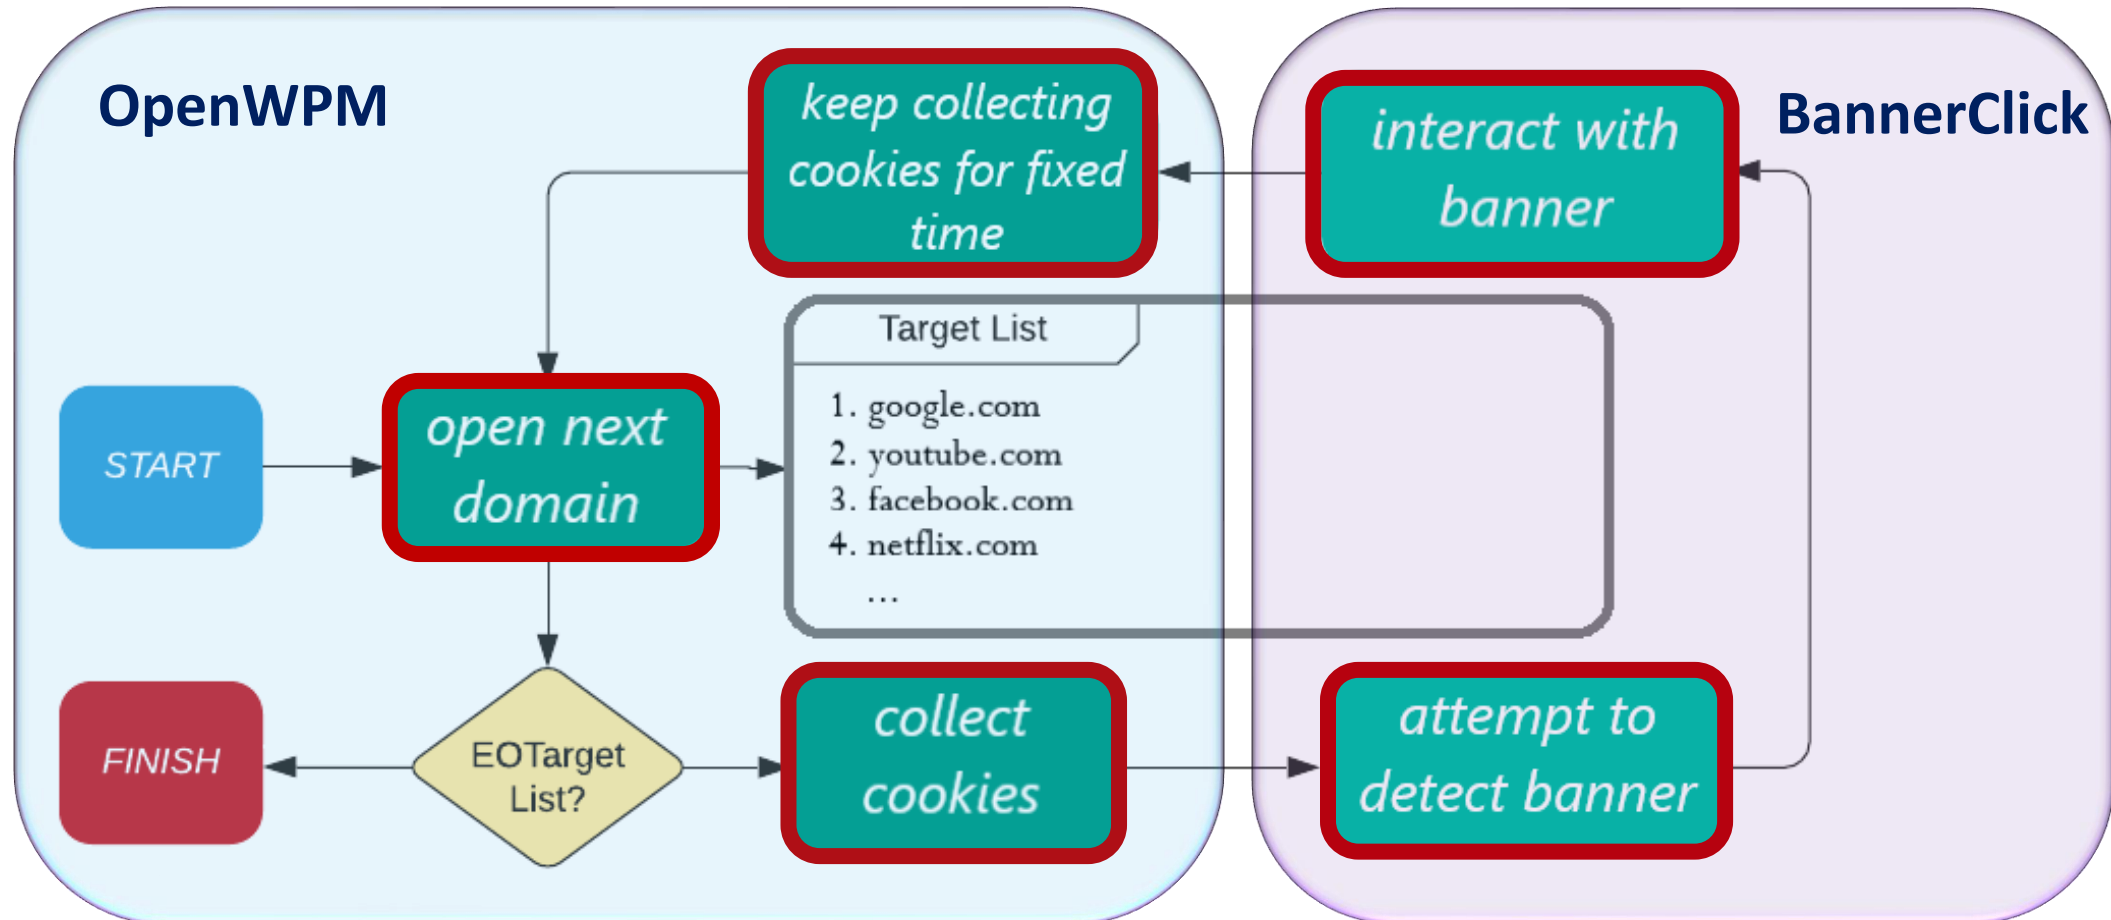 OpenWPM
BannerClick
keep collecting
cookies for fixed
time
interact with
banner
Target List
1. google.com
2. youtube.com
3. facebook.com
4. netflix.com
...
START
open next
domain
FINISH
EOTarget
List?
collect
cookies
attempt to
detect banner